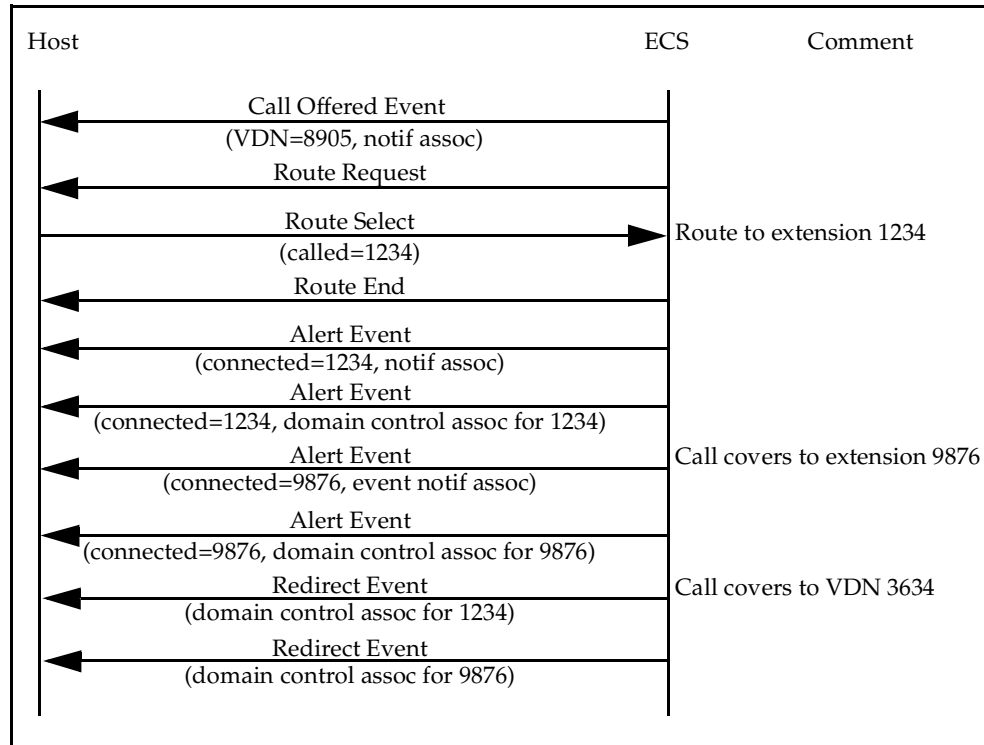 Host ECS Comment
Call Offered Event
(VDN=8905, notif assoc)
Route Request
Route Select
(called=1234)
Route to extension 1234
Route End
Alert Event
(connected=1234, notif assoc)
Alert Event
(connected=1234, domain control assoc for 1234)
Alert Event
(connected=9876, event notif assoc)
Call covers to extension 9876
Alert Event
(connected=9876, domain control assoc for 9876)
Redirect Event
(domain control assoc for 1234)
Call covers to VDN 3634
Redirect Event
(domain control assoc for 9876)